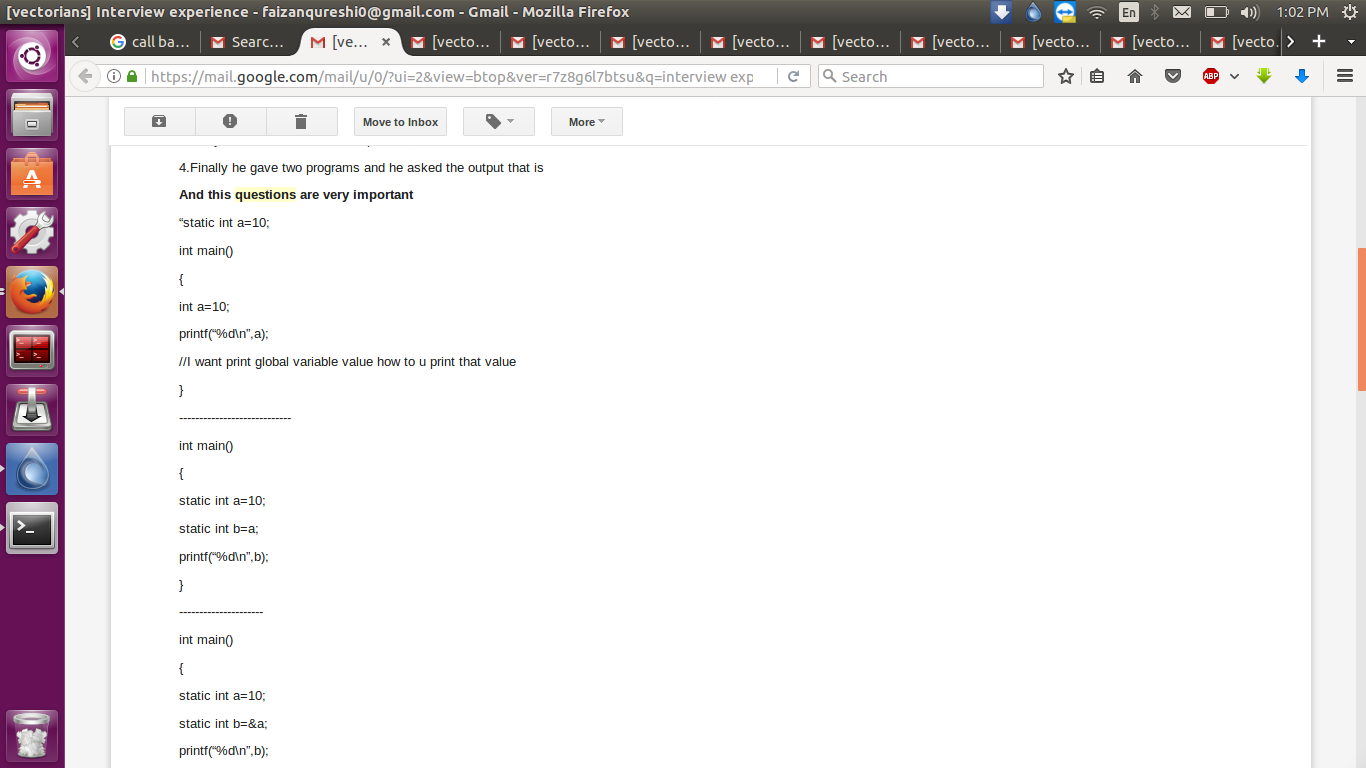 [vectorians] Interview experience - faizanqureshi0@gmail.com - Gmail - Mozilla Firefox
En
1:02 PM
call ba…
Searc…
[ve…
[vecto…
[vecto…
[vecto…
[vecto…
[vecto…
[vecto…
[vecto…
[vecto…
[vecto
https://mail.google.com/mail/u/0/?ui=2&view=btop&ver=r7z8g6l7btsu&q=interview exp
Search
ABP
Move to Inbox
More
4.Finally he gave two programs and he asked the output that is
And this questions are very important
“static int a=10;
int main()
{
int a=10;
printf(“%d\n”,a);
//I want print global variable value how to u print that value
}
----------------------------
int main()
{
static int a=10;
static int b=a;
printf(“%d\n”,b);
}
---------------------
int main()
{
static int a=10;
static int b=&a;
printf(“%d\n”,b);